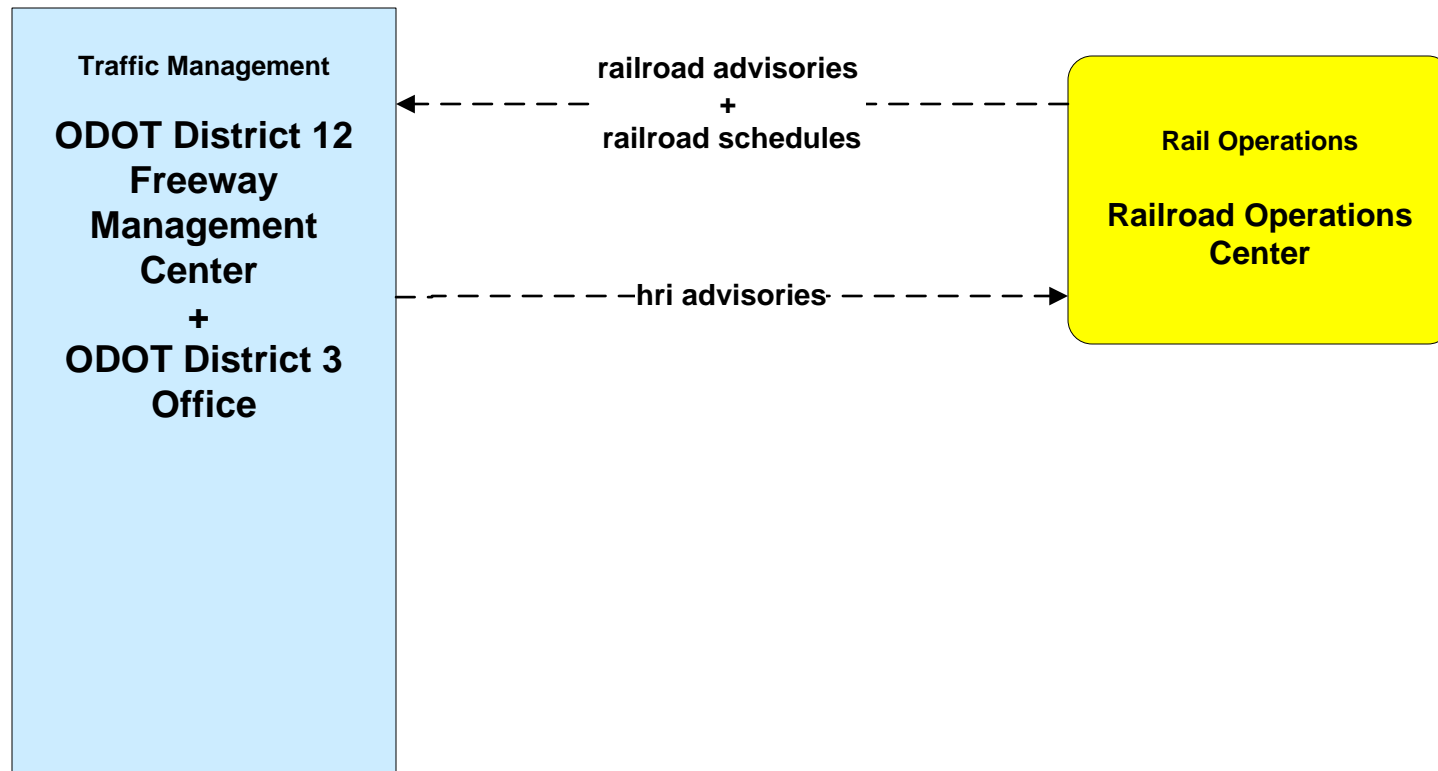 Traffic Management
ODOT District 12
Freeway
Management
Center
+
ODOT District 3
Office
railroad advisories
+
railroad schedules
hri advisories
Rail Operations
Railroad Operations
Center